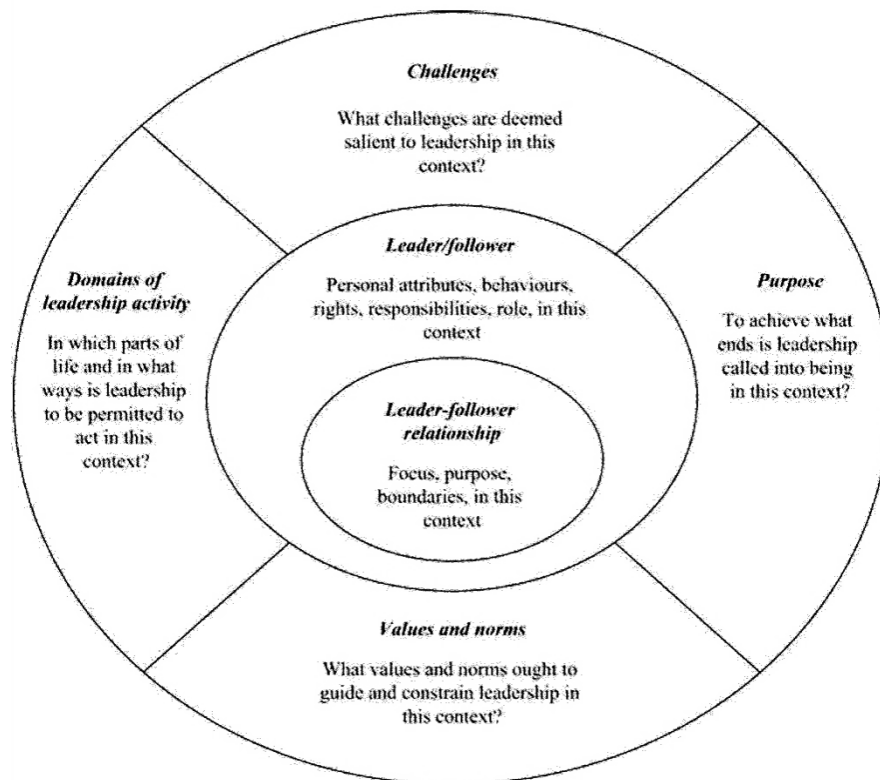 Challenges
What challenges are deemed
salient to leadership in this
context?
Leader/follower
Personal attributes, behaviours,
rights, responsibilities, role, in this
context
Domains of
leadership activity
In which parts of
life and in what
ways is leadership
to be permitted to
act in this
context?
Purpose
To achieve what
ends is leadership
called into being
in this context?
Leader-follower
relationship
Focus, purpose,
boundaries, in this
context
Values and norms
What values and norms ought to
guide and constrain leadership in
this context?